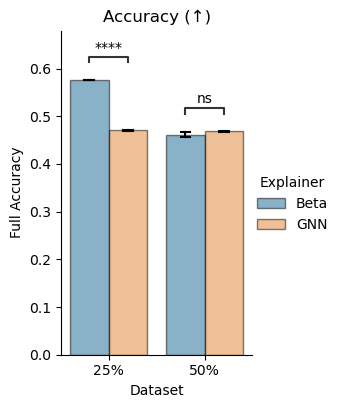 Accuracy (↑)
****
ns
0.6
0.5
0.4
0.3
0.2
0.1
0.0
Full Accuracy
25%
50%
Dataset
Explainer
Beta
GNN